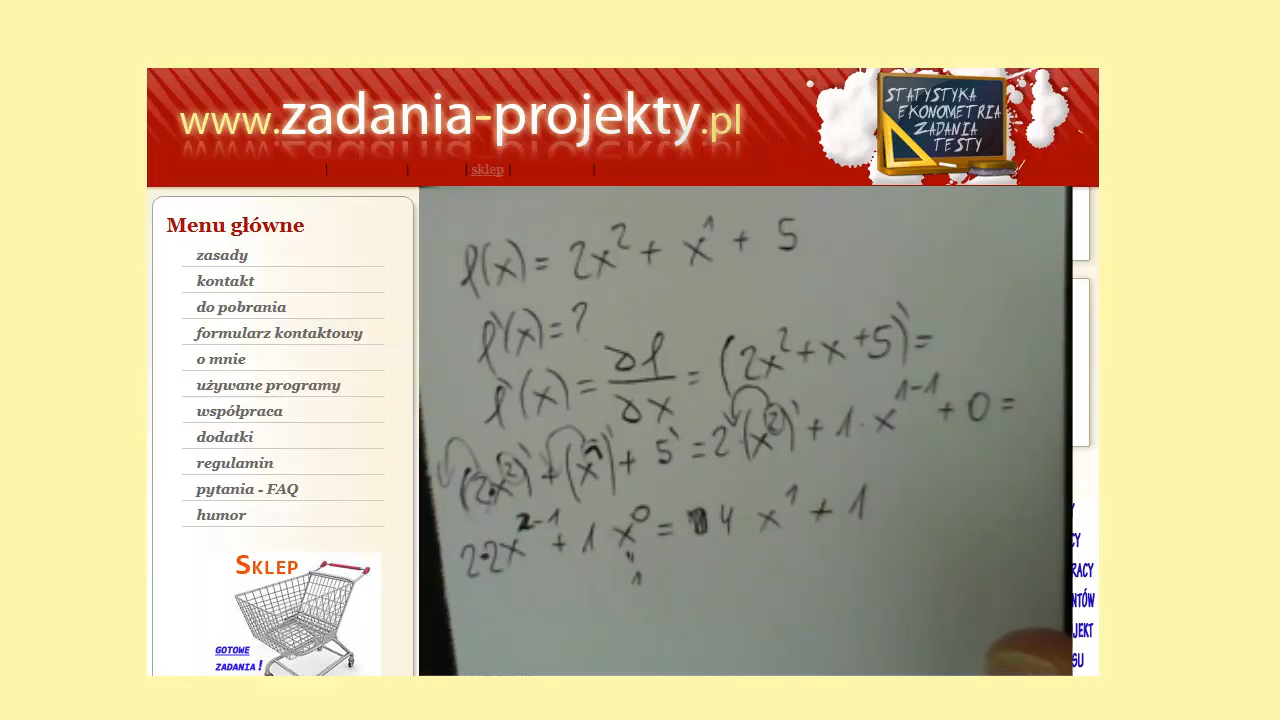 www.zadania-projekty.pl
STATYSTYKA
EKONOMETRIA
ZADANIA
TESTY
sklep
Menu główne
zasady
kontakt
do pobrania
formularz kontaktowy
o mnie
używane programy
współpraca
dodatki
regulamin
pytania - FAQ
humor
SKLEP
GOTOWE
ZADANIA!
f(x) = 2x² + x¹ + 5
f'(x) = ?
f'(x) = ∂f/∂x = (2x² + x + 5)' =
(2·x²)' + (x¹)' + 5' = 2(x²)' + 1·x¹⁻¹ + 0 =
2·2x²⁻¹ + 1x⁰ = 4x¹ + 1
" 1